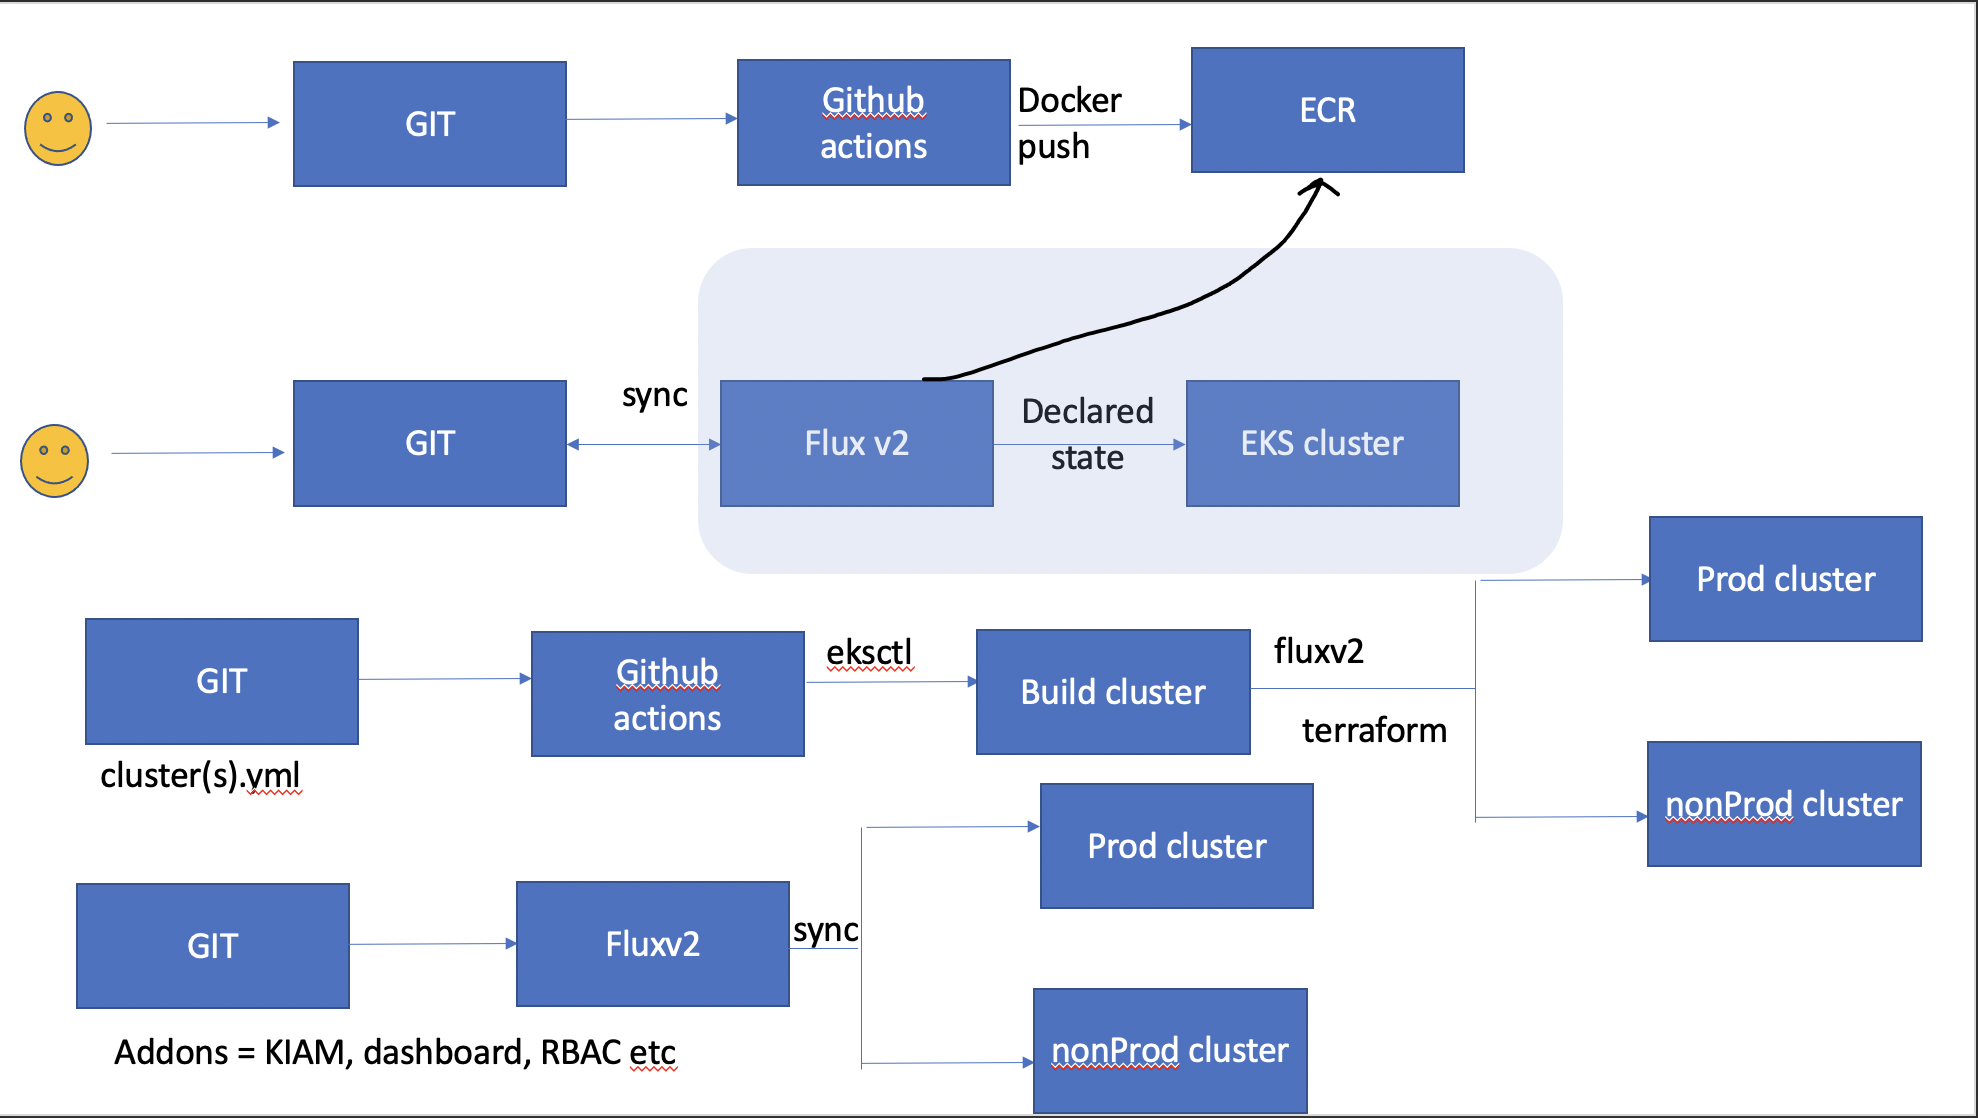 GIT
Github
actions
Docker
push
ECR
GIT
sync
Flux v2
Declared
state
EKS cluster
GIT
cluster(s).yml
Github
actions
eksctl
Build cluster
fluxv2
terraform
Prod cluster
nonProd cluster
GIT
Fluxv2
sync
Prod cluster
nonProd cluster
Addons = KIAM, dashboard, RBAC etc